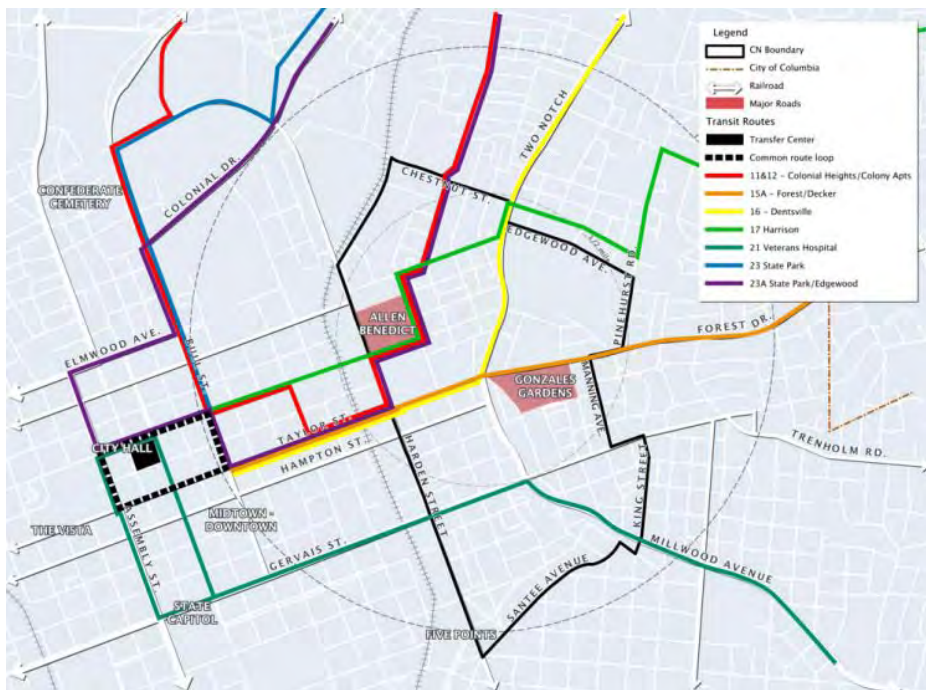 Legend
CN Boundary
City of Columbia
Railroad
Major Roads
Transit Routes
Transfer Center
Common route loop
11&12 – Colonial Heights/Colony Apts
15A – Forest/Decker
16 – Dentsville
17 Harrison
21 Veterans Hospital
23 State Park
23A State Park/Edgewood
TWO NOTCH
CHESTNUT ST.
COLONIAL DR.
CONFEDERATE
CEMETERY
EDGEWOOD AVE.
~1/2 mile
PINEHURST RD.
ALLEN
BENEDICT
FOREST DR.
ELMWOOD AVE.
BULL ST.
GONZALES
GARDENS
MANNING AVE.
TAYLOR ST.
HAMPTON ST.
CITY HALL
TRENHOLM RD.
HARDEN STREET
KING STREET
MIDTOWN -
DOWNTOWN
THE VISTA
ASSEMBLY ST.
GERVAIS ST.
MILLWOOD AVENUE
SANTEE AVENUE
STATE
CAPITOL
FIVE POINTS